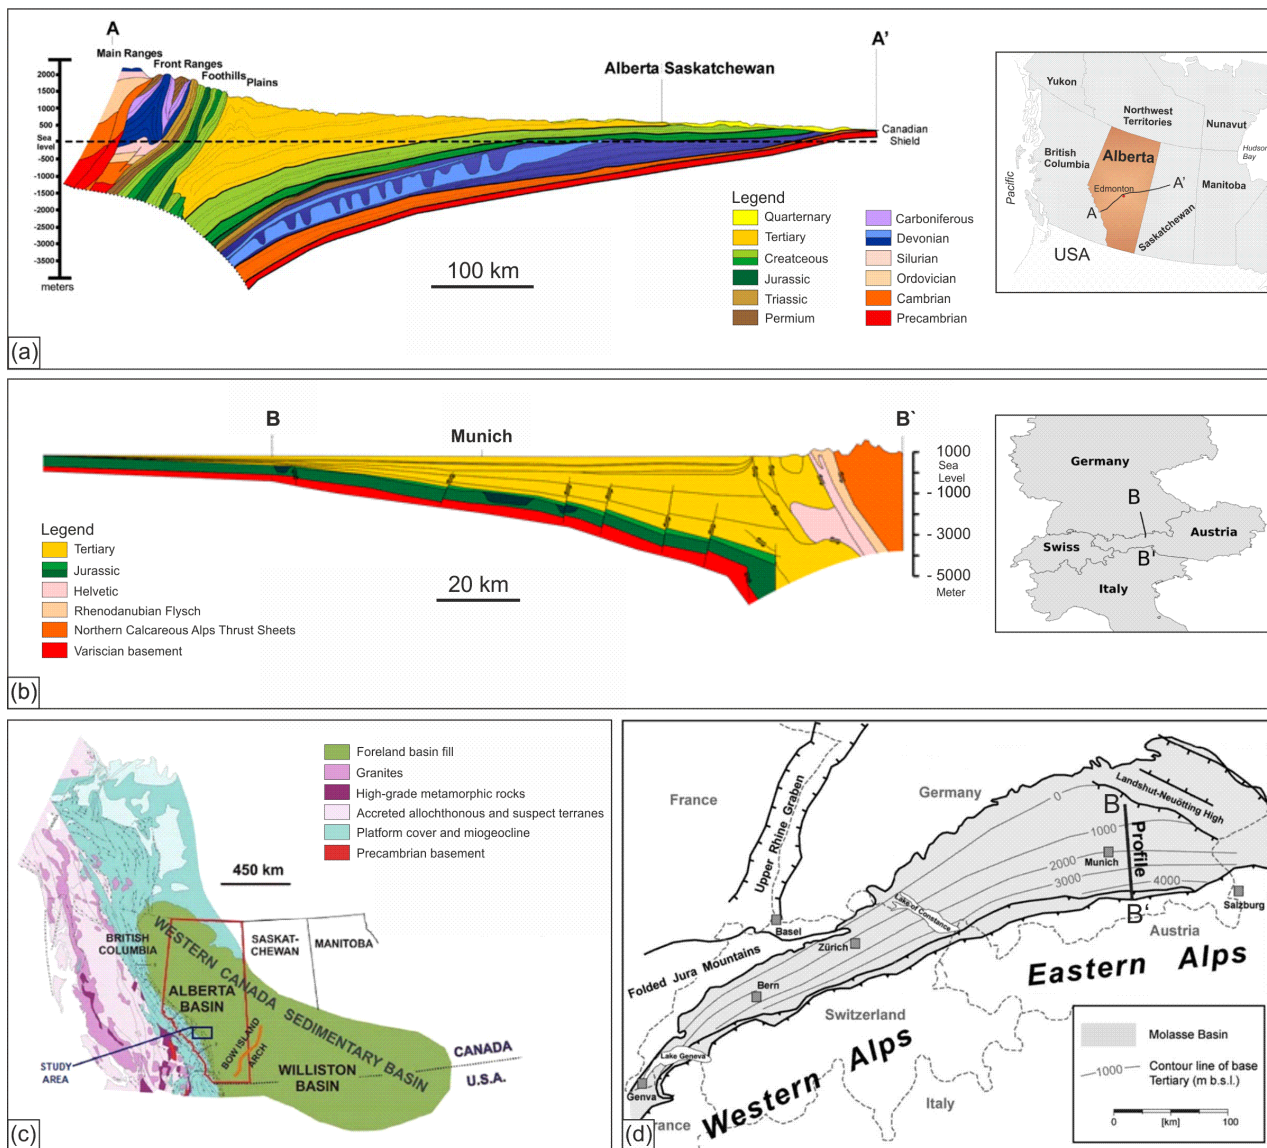 A
Main Ranges
Front Ranges
Foothills
Plains
Alberta Saskatchewan
A'
2000
1500
1000
500
Sea
level
-500
-1000
-1500
-2000
-2500
-3000
-3500
meters
Canadian
Shield
100 km
Legend
Quarternary
Tertiary
Creatceous
Jurassic
Triassic
Permium
Carboniferous
Devonian
Silurian
Ordovician
Cambrian
Precambrian
Yukon
Northwest
Territories
Nunavut
Hudson
Bay
British
Columbia
Alberta
Edmonton
A'
A
Manitoba
Saskatchewan
Pacific
USA
(a)
B
Munich
B`
1000
Sea
Level
- 1000
- 3000
- 5000
Meter
Legend
Tertiary
Jurassic
Helvetic
Rhenodanubian Flysch
Northern Calcareous Alps Thrust Sheets
Variscian basement
20 km
Germany
B
Austria
Swiss
B'
Italy
(b)
Foreland basin fill
Granites
High-grade metamorphic rocks
Accreted allochthonous and suspect terranes
Platform cover and miogeocline
Precambrian basement
450 km
BRITISH
COLUMBIA
SASKAT-
CHEWAN
MANITOBA
WESTERN CANADA SEDIMENTARY BASIN
ALBERTA
BASIN
BOW ISLAND
ARCH
STUDY
AREA
WILLISTON
BASIN
CANADA
U.S.A.
(c)
France
Upper Rhine Graben
Germany
Landshut-Neuötting High
0
B
1000
Profile
2000
Munich
3000
4000
B'
Salzburg
Lake of Constance
Basel
Zürich
Austria
Folded Jura Mountains
Bern
Eastern Alps
Switzerland
Lake Geneva
Western Alps
Genva
Italy
France
Molasse Basin
1000
Contour line of base
Tertiary (m b.s.l.)
0
[km]
100
(d)